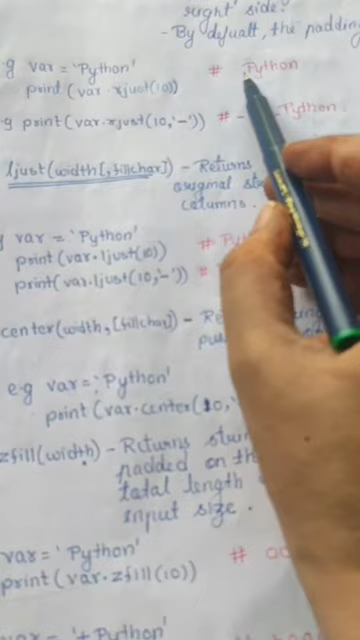 right side.
- By default, the padding
g var = 'Python' # Python
print (var.rjust(10))
g print(var.rjust(10,'-')) # - -Python
ljust(width[,fillchar]) - Returns
original st
columns.
var = 'Python' # Pyt
print (var.ljust(10))
print(var.ljust(10,'-')) #
center(width,[fillchar]) - Re
e.g var = 'Python'
print (var.center(10,'
zfill(width) - Returns
padded on th
total length
input size.
var = 'Python' # 00
print (var.zfill(10))
var = '+Python'